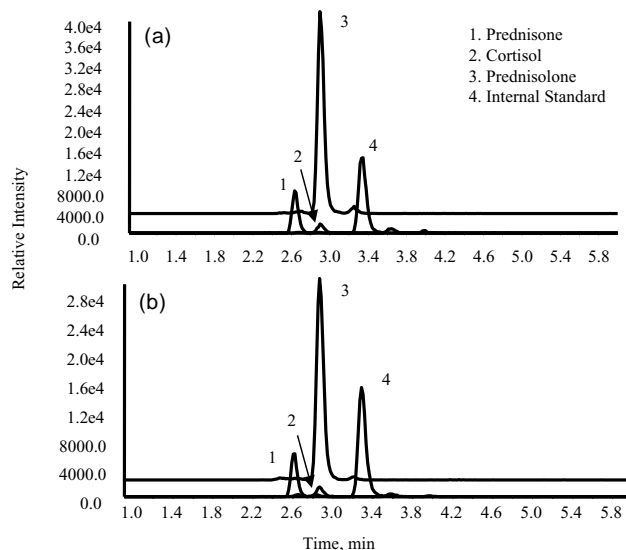 4.0e4
(a)
3
1. Prednisone
3.6e4
2. Cortisol
3.2e4
3. Prednisolone
2.8e4
4. Internal Standard
2.4e4
2.0e4
1.6e4
2
4
1.2e4
1
8000.0
4000.0
0.0
1.0 1.4 1.8 2.2 2.6 3.0 3.4 3.8 4.2 4.6 5.0 5.4 5.8
Relative Intensity
(b)
3
2.8e4
2.4e4
2.0e4
1.6e4
4
1.2e4
2
8000.0
1
4000.0
0.0
1.0 1.4 1.8 2.2 2.6 3.0 3.4 3.8 4.2 4.6 5.0 5.4 5.8
Time, min